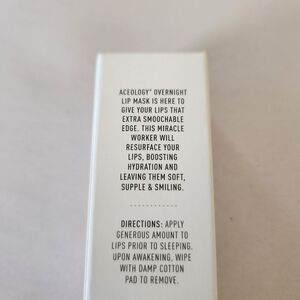 ACEOLOGY™ OVERNIGHT
LIP MASK IS HERE TO
GIVE YOUR LIPS THAT
EXTRA SMOOCHABLE
EDGE. THIS MIRACLE
WORKER WILL
RESURFACE YOUR
LIPS, BOOSTING
HYDRATION AND
LEAVING THEM SOFT,
SUPPLE & SMILING.
DIRECTIONS: APPLY
GENEROUS AMOUNT TO
LIPS PRIOR TO SLEEPING.
UPON AWAKENING, WIPE
WITH DAMP COTTON
PAD TO REMOVE.